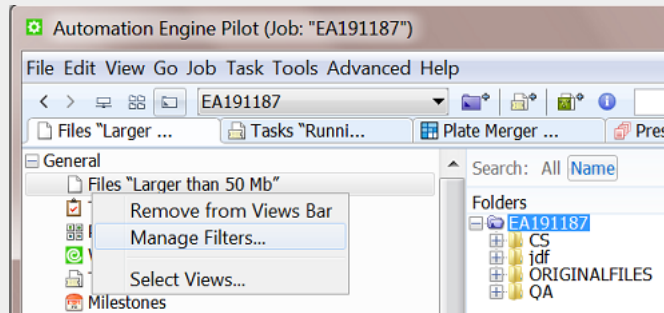 Automation Engine Pilot (Job: "EA191187")
File Edit View Go Job Task Tools Advanced Help
EA191187
Files “Larger ... Tasks “Runni... Plate Merger ... Pres
General
Files “Larger than 50 Mb”
Remove from Views Bar
Manage Filters...
Select Views...
Milestones
Search: All Name
Folders
EA191187
CS
jdf
ORIGINALFILES
QA